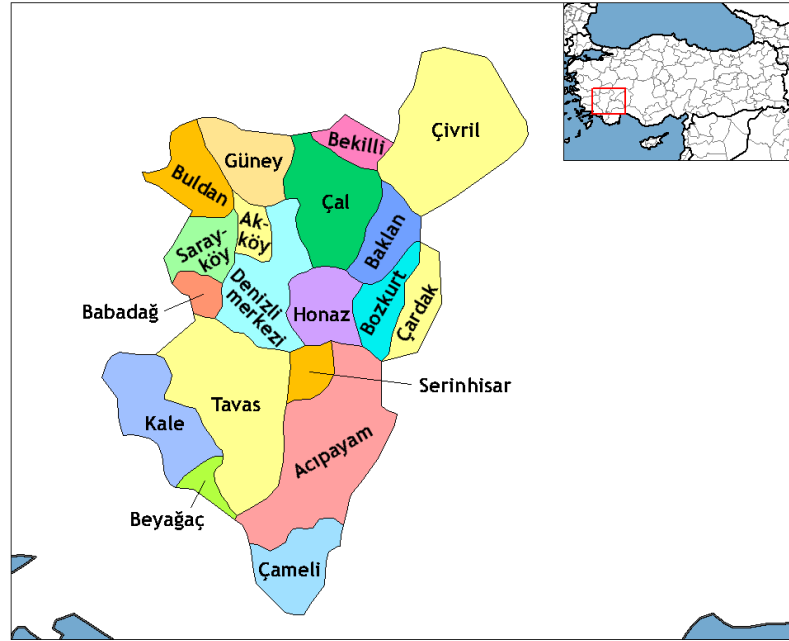 Çivril
Bekilli
Güney
Buldan
Çal
Ak-
köy
Baklan
Saray-
köy
Denizli
merkezi
Babadağ
Honaz
Bozkurt
Çardak
Serinhisar
Tavas
Kale
Acıpayam
Beyağaç
Çameli